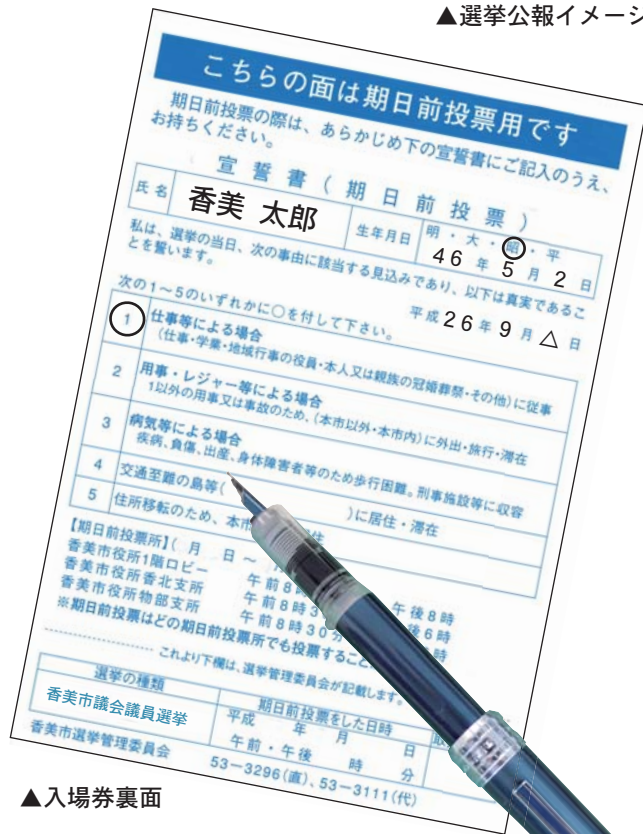 ▲選挙公報イメージ
こちらの面は期日前投票用です
期日前投票の際は、あらかじめ下の宣誓書にご記入のうえ、
お持ちください。
宣誓書(期日前投票)
氏名 香美 太郎 生年月日 明・大・昭・平
46年5月2日
私は、選挙の当日、次の事由に該当する見込みであり、以下は真実であるこ
とを誓います。
平成26年9月△日
次の1〜5のいずれかに○を付して下さい。
1 仕事等による場合
(仕事・学業・地域行事の役員・本人又は親族の冠婚葬祭・その他)に従事
2 用事・レジャー等による場合
1以外の用事又は事故のため、(本市以外・本市内)に外出・旅行・滞在
3 病気等による場合
疾病、負傷、出産、身体障害者等のため歩行困難。刑事施設等に収容
4 交通至難の島等( )に居住・滞在
5 住所移転のため、本市
【期日前投票所】( 月 日〜
香美市役所1階ロビー 午前8 午後8時
香美市役所香北支所 午前8時3 後6時
香美市役所物部支所 午前8時30分 時
※期日前投票はどの期日前投票所でも投票するこ
これより下欄は、選挙管理委員会が記載します。
選挙の種類 期日前投票をした日時
香美市議会議員選挙 平成 年 月 日
午前・午後 時 分
香美市選挙管理委員会 53-3296(直)、53-3111(代)
▲入場券裏面